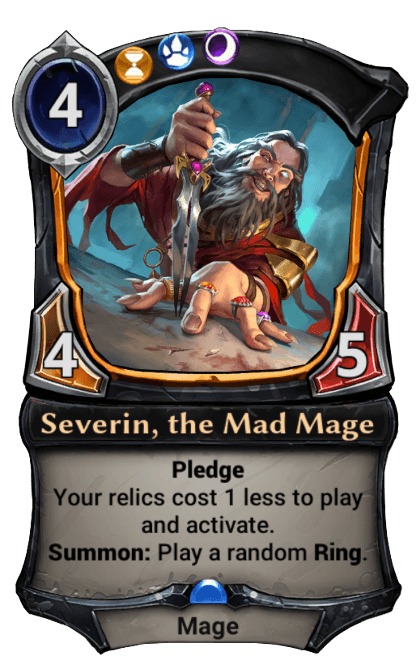 4
4
5
Severin, the Mad Mage
Pledge
Your relics cost 1 less to play
and activate.
Summon: Play a random Ring.
Mage